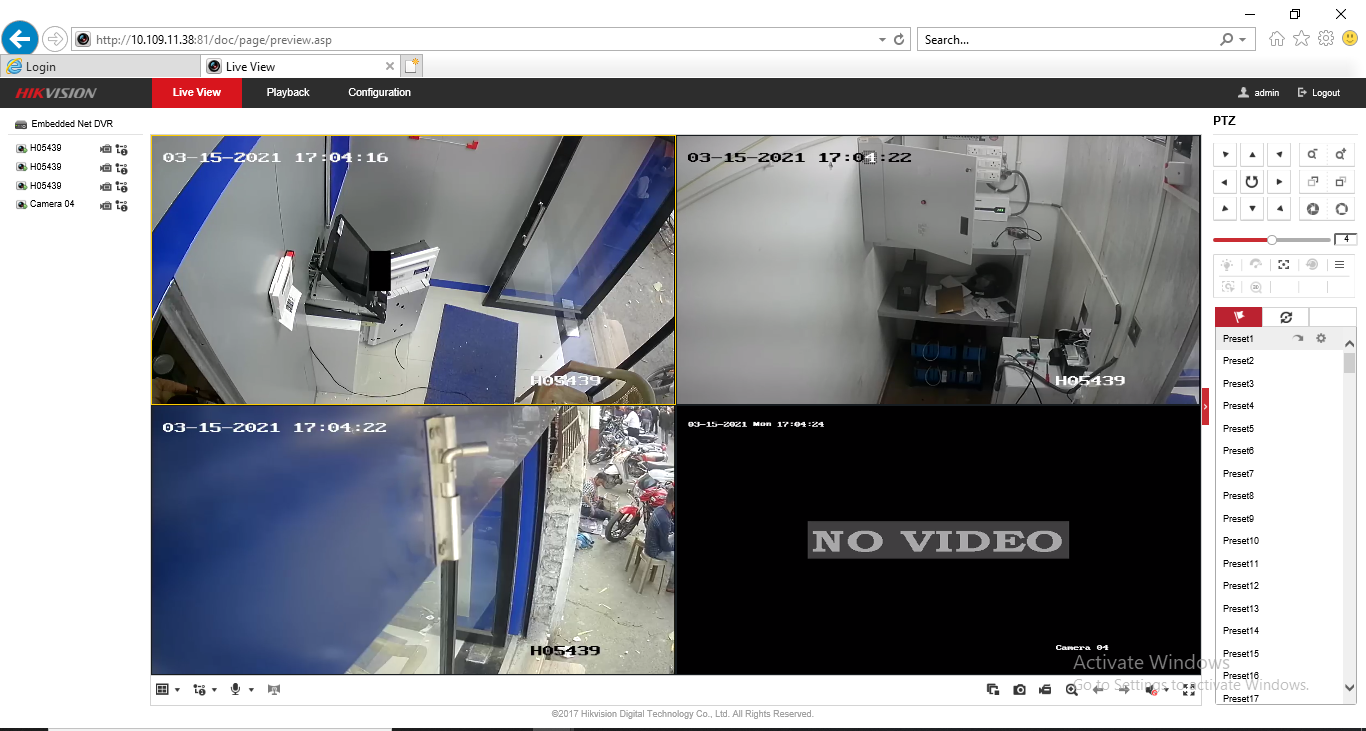 http://10.109.11.38:81/doc/page/preview.asp
Search...
Login
Live View
HIKVISION
Live View
Playback
Configuration
admin
Logout
Embedded Net DVR
H05439
H05439
H05439
Camera 04
03-15-2021 17:04:16
H05439
03-15-2021 17:04:22
H05439
03-15-2021 17:04:22
H05439
03-15-2021 Mon 17:04:24
NO VIDEO
Camera 04
PTZ
4
Preset1
Preset2
Preset3
Preset4
Preset5
Preset6
Preset7
Preset8
Preset9
Preset10
Preset11
Preset12
Preset13
Preset14
Preset15
Preset16
Preset17
Activate Windows
Go to Settings to activate Windows.
©2017 Hikvision Digital Technology Co., Ltd. All Rights Reserved.